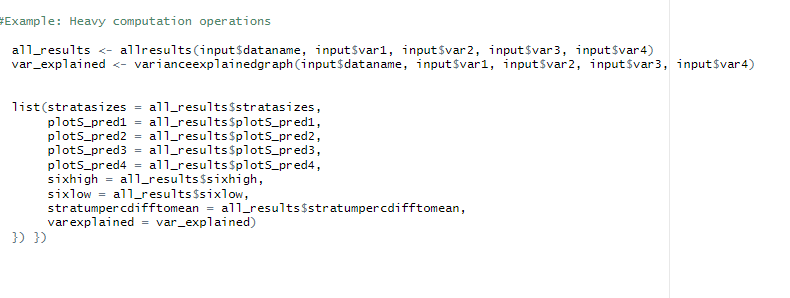 #Example: Heavy computation operations
all_results <- allresults(input$dataname, input$var1, input$var2, input$var3, input$var4)
var_explained <- varianceexplainedgraph(input$dataname, input$var1, input$var2, input$var3, input$var4)
list(stratasizes = all_results$stratasizes,
plotS_pred1 = all_results$plotS_pred1,
plotS_pred2 = all_results$plotS_pred2,
plotS_pred3 = all_results$plotS_pred3,
plotS_pred4 = all_results$plotS_pred4,
sixhigh = all_results$sixhigh,
sixlow = all_results$sixlow,
stratumpercdifftomean = all_results$stratumpercdifftomean,
varexplained = var_explained)
}) })